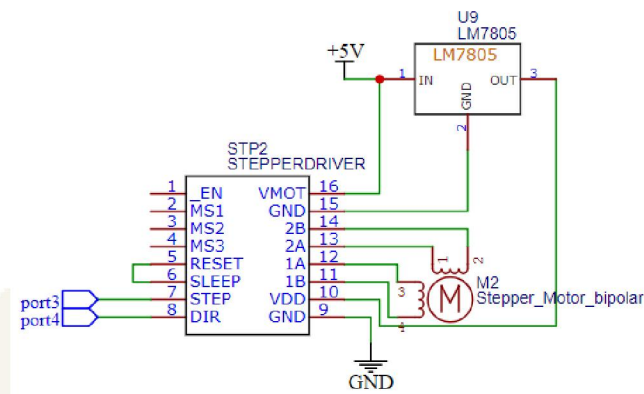 U9
LM7805
LM7805
+5V
1 IN OUT 3
GND
2
STP2
STEPPERDRIVER
1 _EN VMOT 16
2 MS1 GND 15
3 MS2 2B 14
4 MS3 2A 13
5 RESET 1A 12
6 SLEEP 1B 11
7 STEP VDD 10
8 DIR GND 9
port3
port4
1 2
3
4
M
M2
Stepper_Motor_bipolar
GND